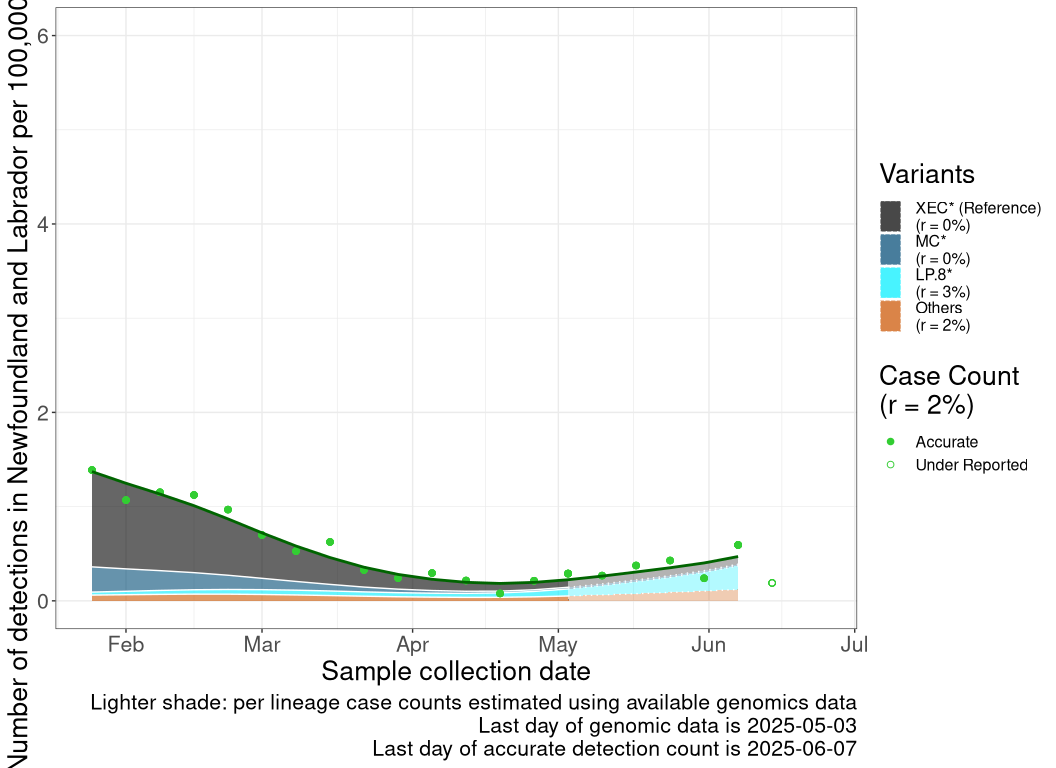 Number of detections in Newfoundland and Labrador per 100,000
6
4
2
0
Feb
Mar
Apr
May
Jun
Jul
Sample collection date
Lighter shade: per lineage case counts estimated using available genomics data
Last day of genomic data is 2025-05-03
Last day of accurate detection count is 2025-06-07
Variants
XEC* (Reference)
(r = 0%)
MC*
(r = 0%)
LP.8*
(r = 3%)
Others
(r = 2%)
Case Count
(r = 2%)
Accurate
Under Reported